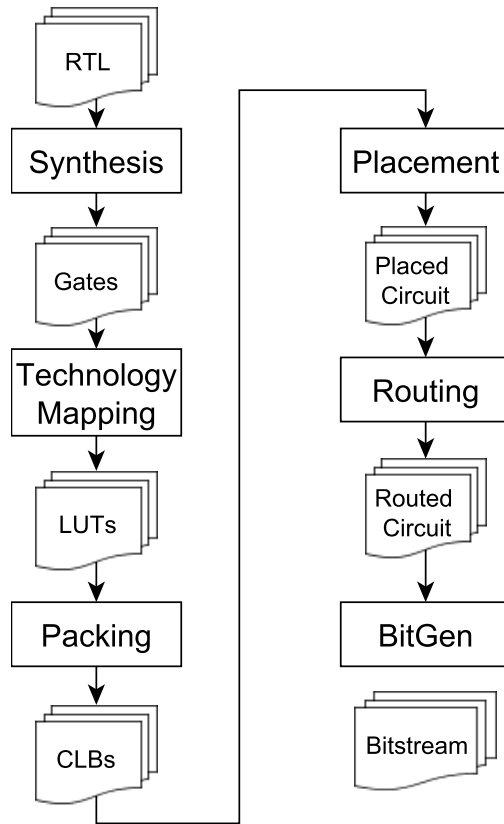 RTL
Synthesis
Gates
Technology
Mapping
LUTs
Packing
CLBs
Placement
Placed
Circuit
Routing
Routed
Circuit
BitGen
Bitstream